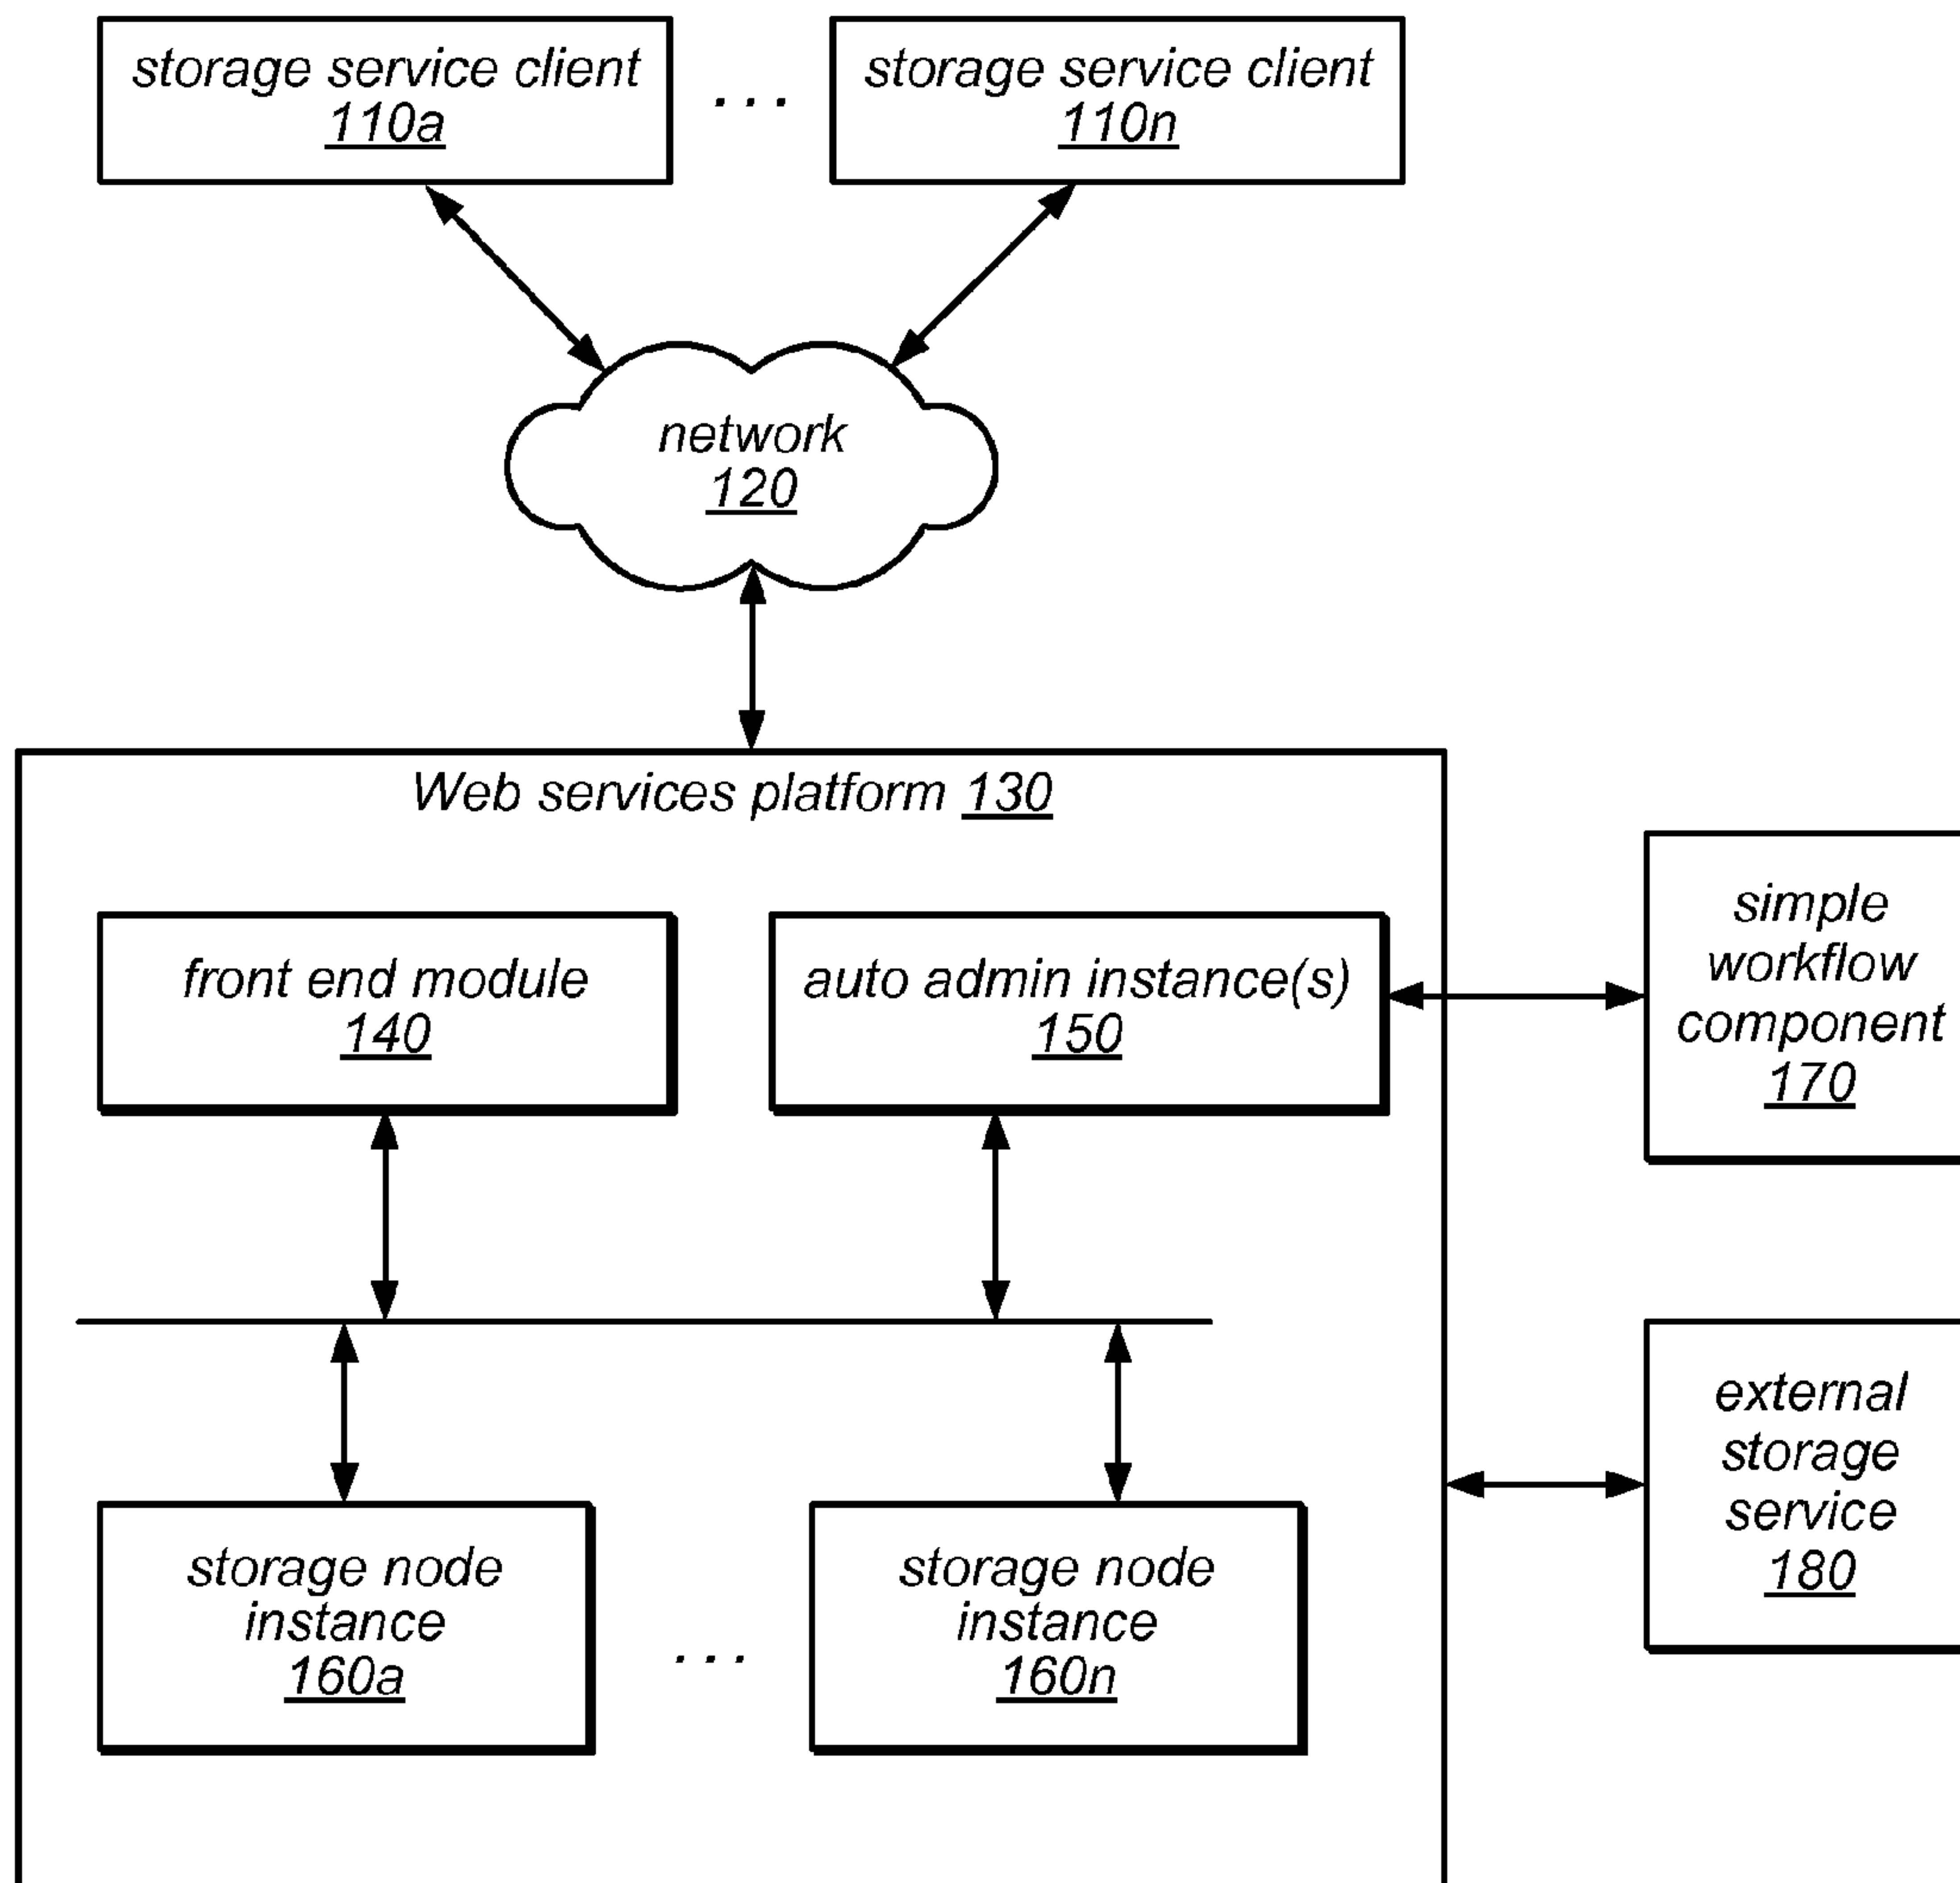 storage service client
110a
. . .
storage service client
110n
network
120
Web services platform 130
front end module
140
auto admin instance(s)
150
simple
workflow
component
170
external
storage
service
180
storage node
instance
160a
. . .
storage node
instance
160n